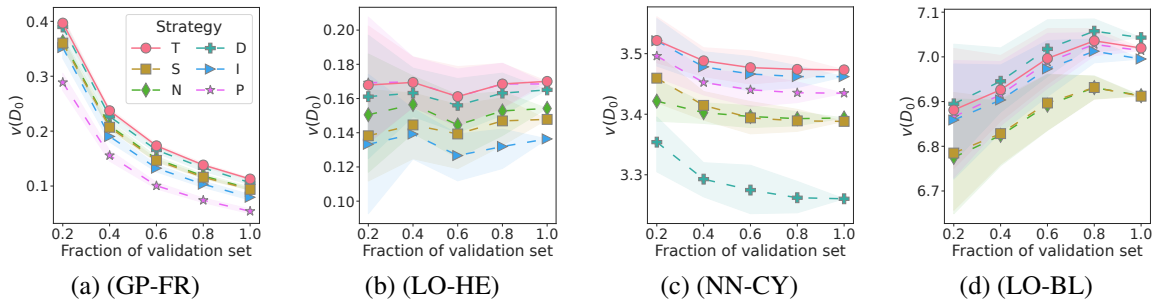 Strategy
T
D
S
I
N
P
v(D0)
0.4
0.3
0.2
0.1
0.2 0.4 0.6 0.8 1.0
Fraction of validation set
(a) (GP-FR)
v(D0)
0.20
0.18
0.16
0.14
0.12
0.10
0.2 0.4 0.6 0.8 1.0
Fraction of validation set
(b) (LO-HE)
v(D0)
3.5
3.4
3.3
0.2 0.4 0.6 0.8 1.0
Fraction of validation set
(c) (NN-CY)
v(D0)
7.1
7.0
6.9
6.8
6.7
0.2 0.4 0.6 0.8 1.0
Fraction of validation set
(d) (LO-BL)